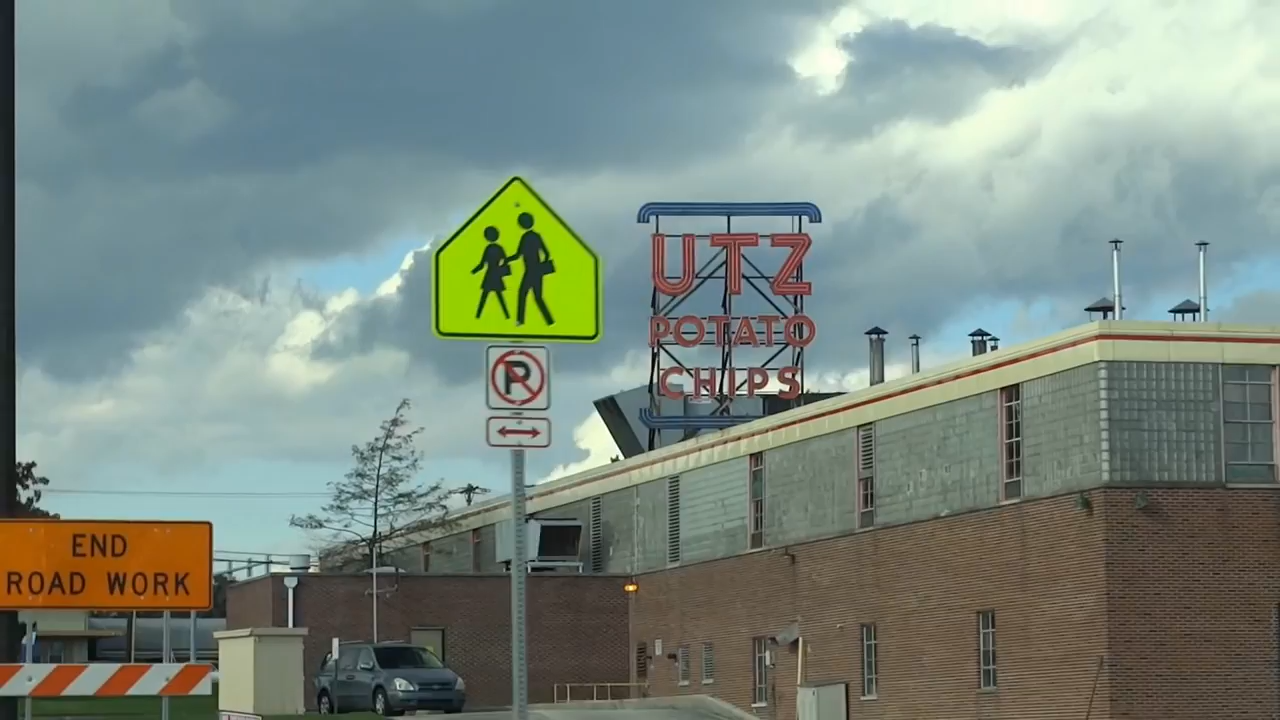 UTZ
POTATO
CHIPS
P
END
ROAD WORK